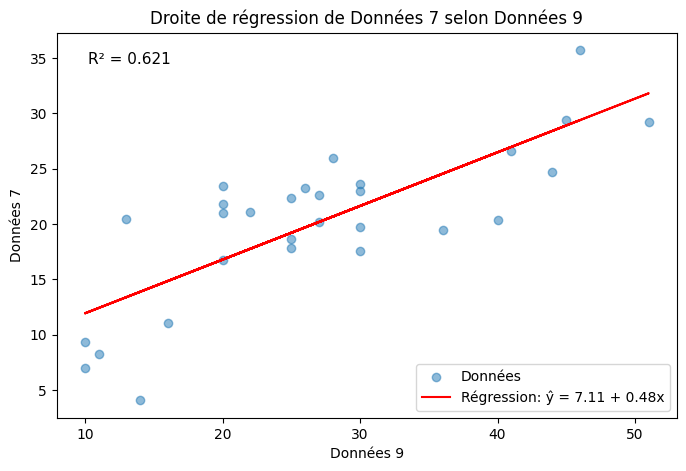 Droite de régression de Données 7 selon Données 9
R² = 0.621
35
30
25
20
15
10
5
Données 7
10 20 30 40 50
Données 9
Données
Régression: ŷ = 7.11 + 0.48x